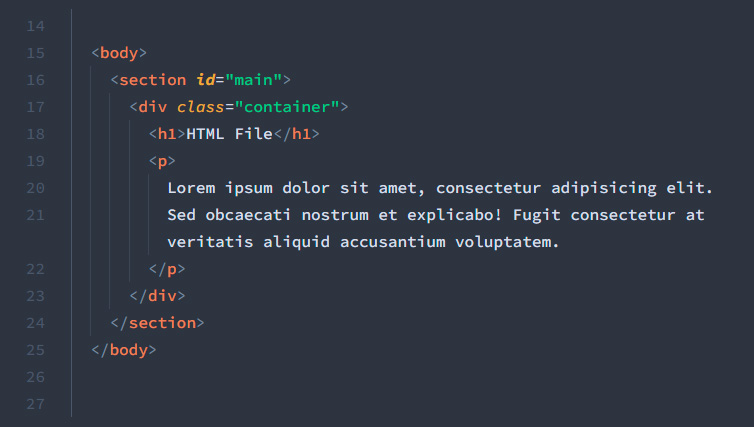 14
15 <body>
16 <section id="main">
17 <div class="container">
18 <h1>HTML File</h1>
19 <p>
20 Lorem ipsum dolor sit amet, consectetur adipisicing elit.
21 Sed obcaecati nostrum et explicabo! Fugit consectetur at
veritatis aliquid accusantium voluptatem.
22 </p>
23 </div>
24 </section>
25 </body>
26
27